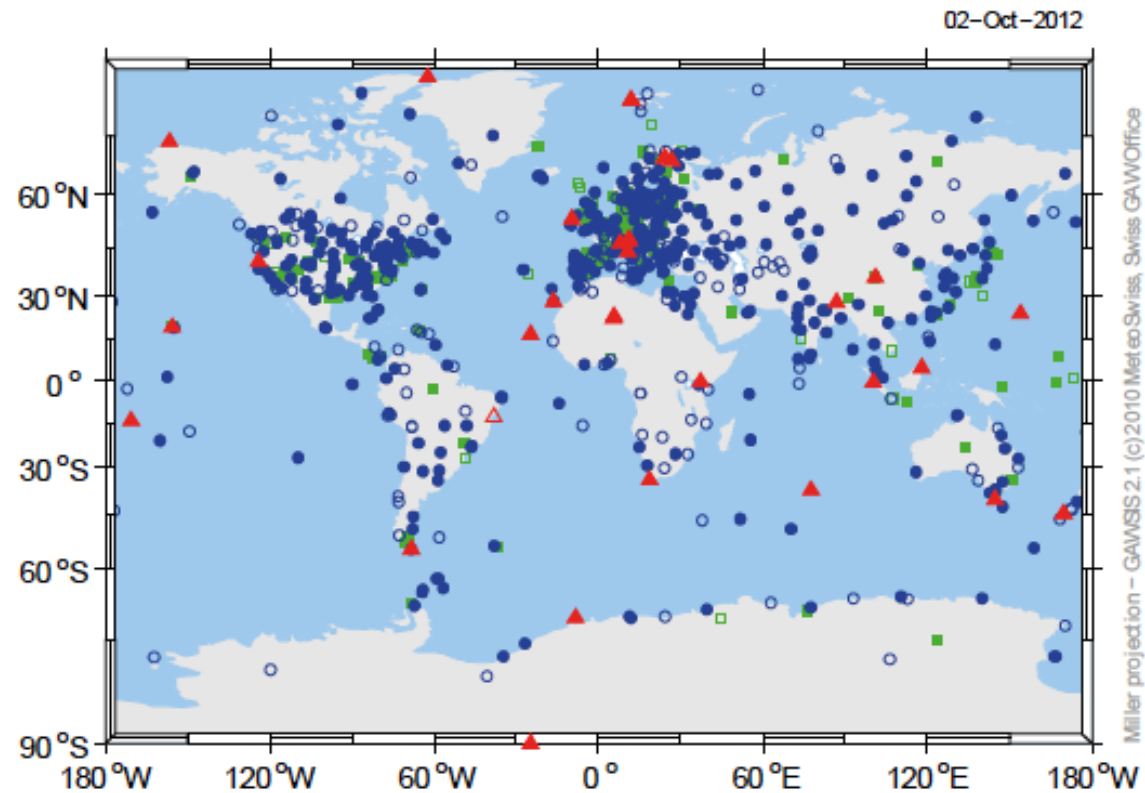 02-Oct-2012
60 °N
30 °N
0 °
30 °S
60 °S
90 °S
180 °W
120 °W
60 °W
0 °
60 °E
120 °E
180 °W
Miller projection - GAWSIS 2.1 (c)2010 MeteoSwiss, Swiss GAWOffice